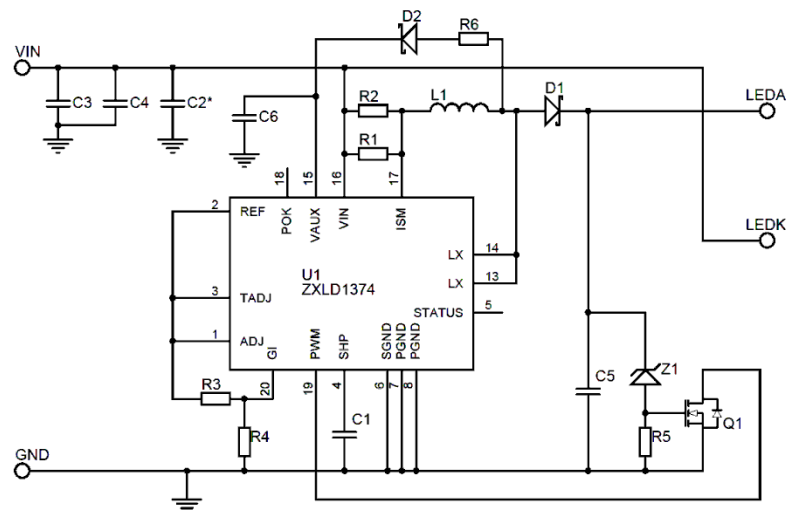 D2
R6
VIN
R2
L1
D1
LEDA
C3
C4
C2*
C6
R1
18
15
16
17
POK
VAUX
VIN
ISM
2
REF
LEDK
LX
14
U1
ZXLD1374
LX
13
3
TADJ
STATUS
5
1
ADJ
GI
PWM
SHP
SGND
PGND
PGND
20
19
4
6
7
8
R3
R4
C1
C5
Z1
R5
Q1
GND